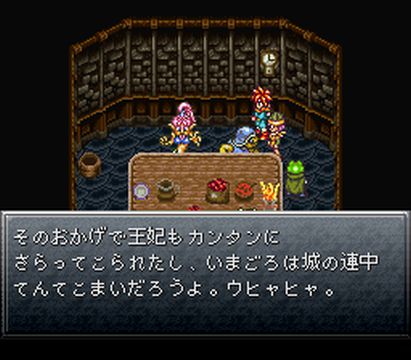 そのおかげで王妃もカンタンに
さらってこられたし、いまごろは城の連中
てんてこまいだろうよ。ウヒャヒャ。